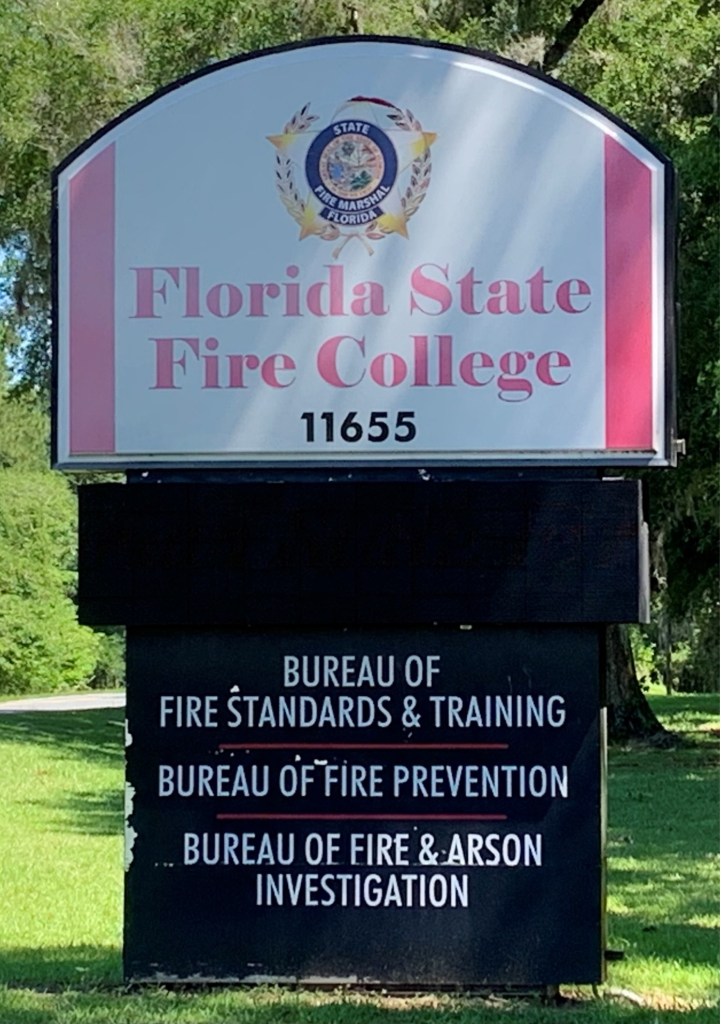 STATE
FIRE MARSHAL
FLORIDA
Florida State
Fire College
11655
BUREAU OF
FIRE STANDARDS & TRAINING
BUREAU OF FIRE PREVENTION
BUREAU OF FIRE & ARSON
INVESTIGATION